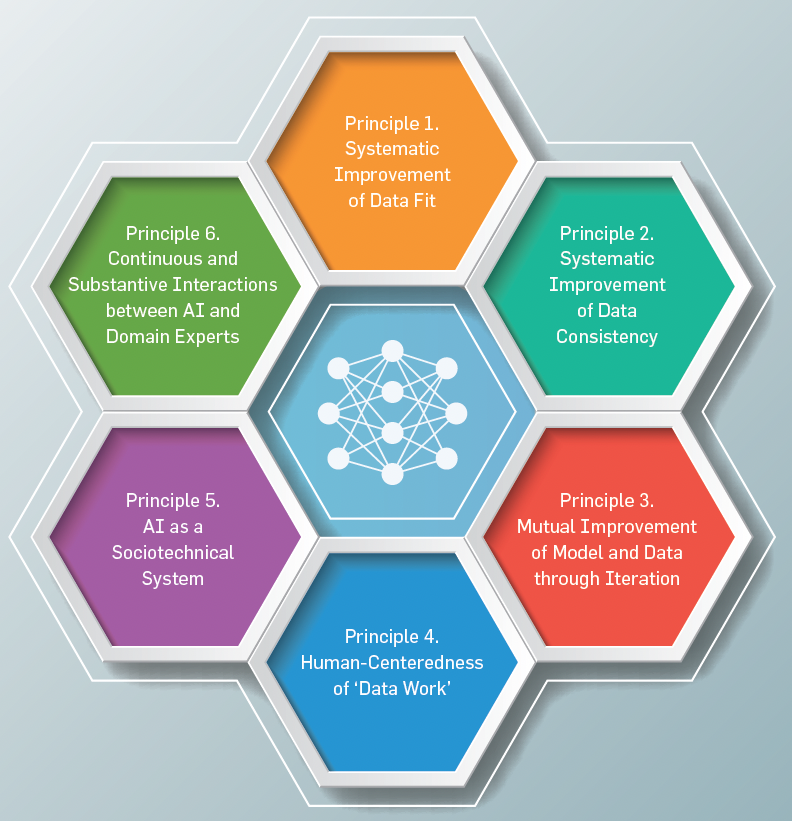 Principle 1.
Systematic
Improvement
of Data Fit
Principle 2.
Systematic
Improvement
of Data
Consistency
Principle 3.
Mutual Improvement
of Model and Data
through Iteration
Principle 4.
Human-Centeredness
of ‘Data Work’
Principle 5.
AI as a
Sociotechnical
System
Principle 6.
Continuous and
Substantive Interactions
between AI and
Domain Experts